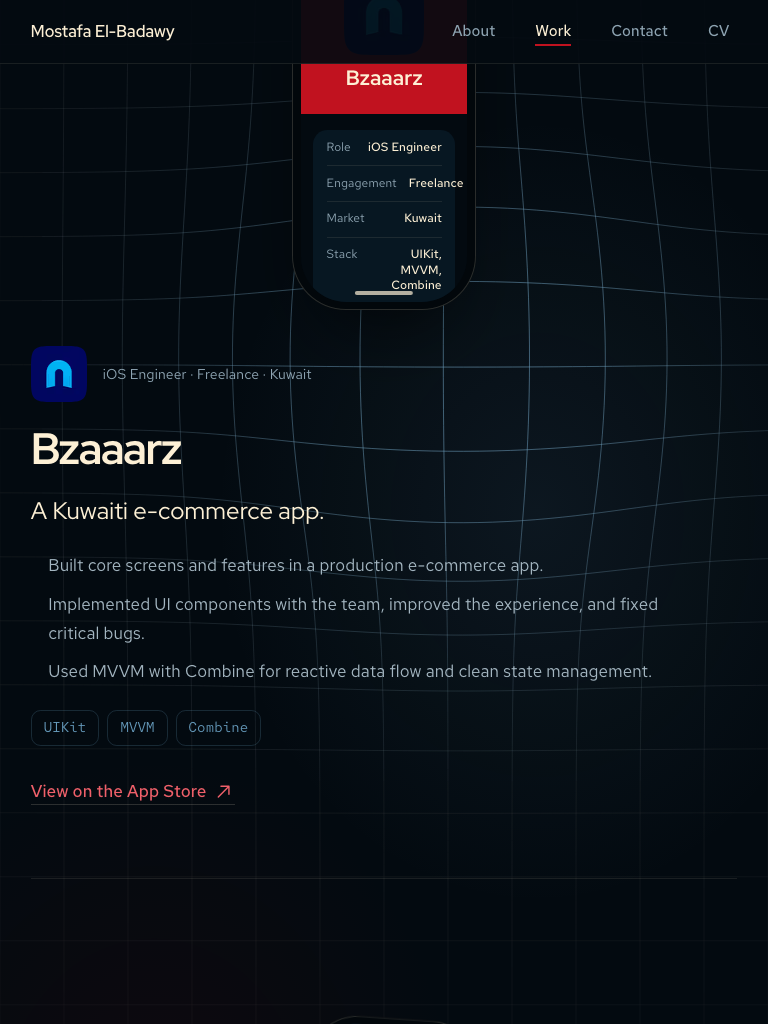 Mostafa El-Badawy
About
Work
Contact
CV
Bzaaarz
Role iOS Engineer
Engagement Freelance
Market Kuwait
Stack UIKit,
MVVM,
Combine
iOS Engineer · Freelance · Kuwait
Bzaaarz
A Kuwaiti e-commerce app.
Built core screens and features in a production e-commerce app.
Implemented UI components with the team, improved the experience, and fixed
critical bugs.
Used MVVM with Combine for reactive data flow and clean state management.
UIKit
MVVM
Combine
View on the App Store